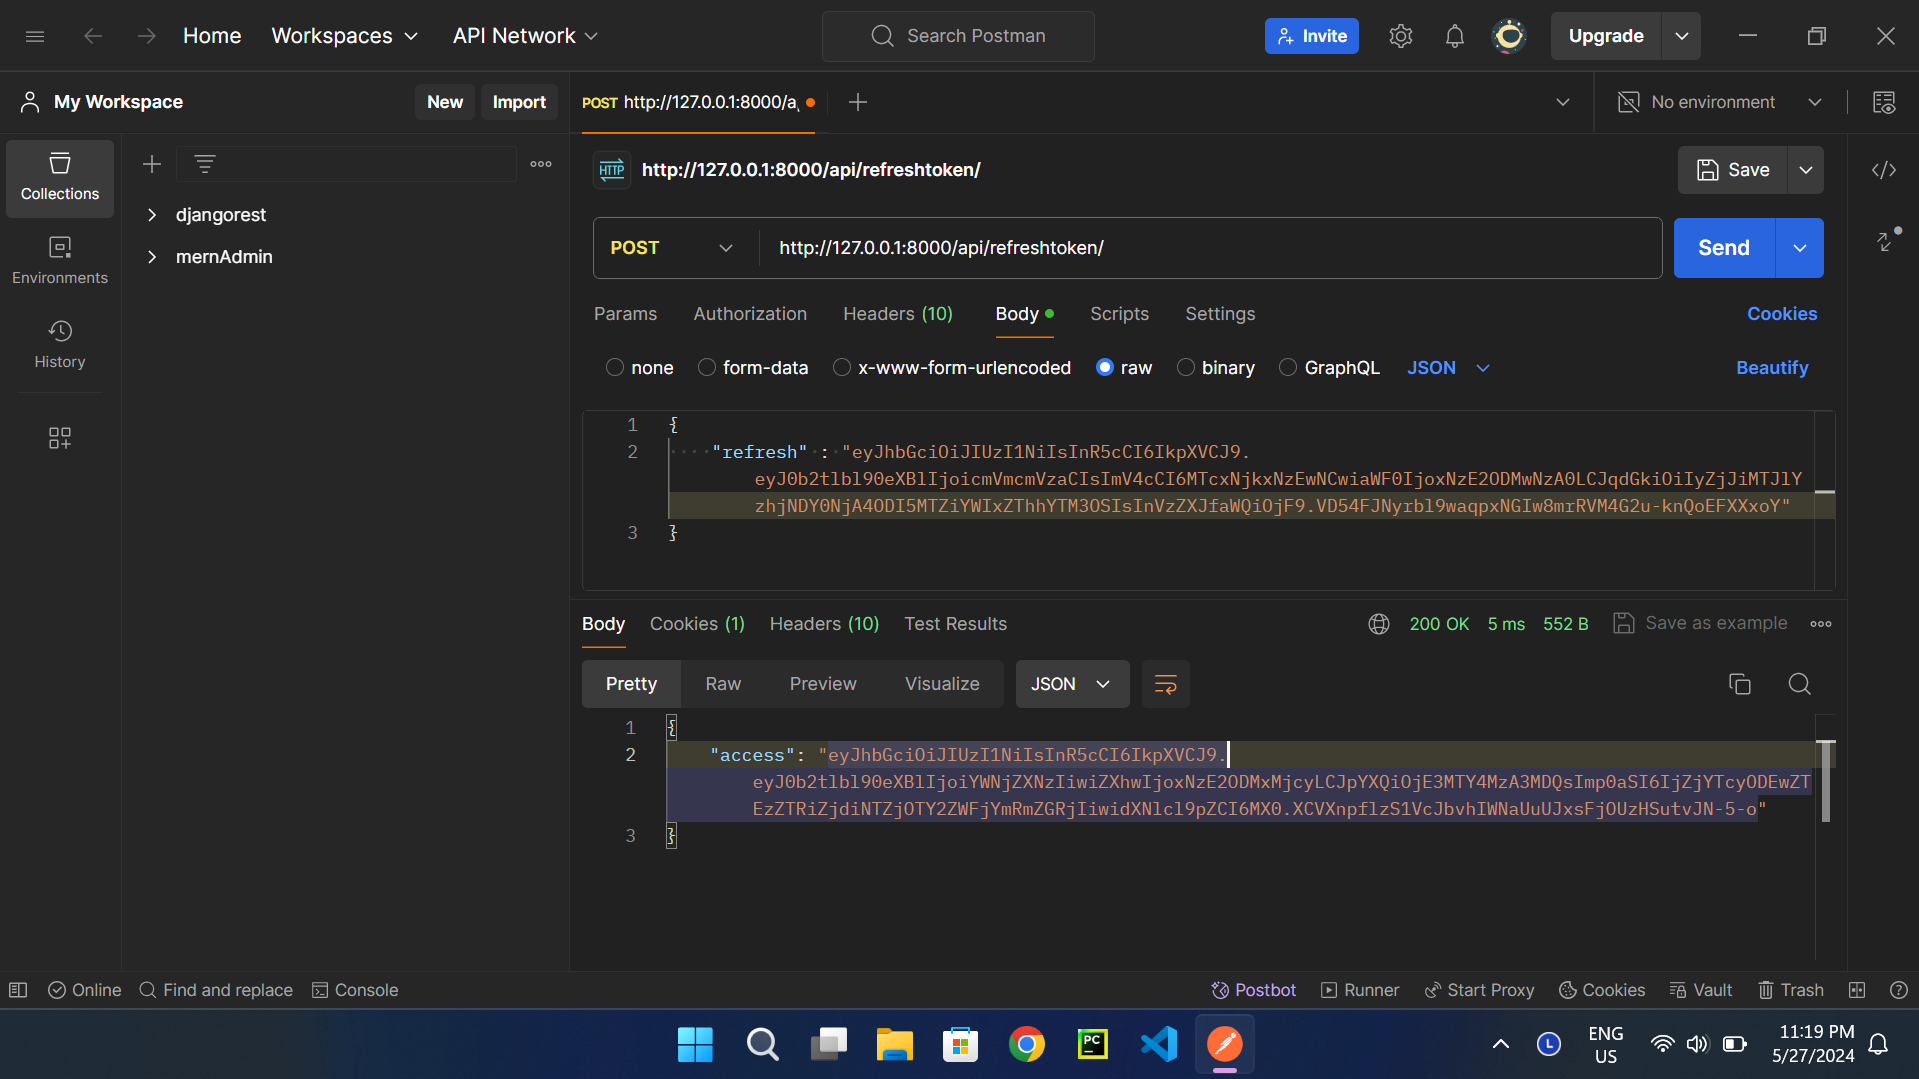 Home
Workspaces
API Network
Search Postman
Invite
Upgrade
My Workspace
New
Import
POST http://127.0.0.1:8000/a
No environment
Collections
djangorest
http://127.0.0.1:8000/api/refreshtoken/
Save
Environments
mernAdmin
POST
http://127.0.0.1:8000/api/refreshtoken/
Send
History
Params
Authorization
Headers (10)
Body
Scripts
Settings
Cookies
none
form-data
x-www-form-urlencoded
raw
binary
GraphQL
JSON
Beautify
1 {
2 "refresh" : "eyJhbGciOiJIUzI1NiIsInR5cCI6IkpXVCJ9.
eyJ0b2tlbl90eXBlIjoicmVmcmVzaCIsImV4cCI6MTcxNjkxNzEwNCwiaWF0IjoxNzE2ODMwNzA0LCJqdGkiOiIyZjJiMTJlY
zhjNDY0NjA4ODI5MTZiYWIxZThhYTM3OSIsInVzZXJfaWQiOjF9.VD54FJNyrbl9waqpxNGIw8mrRVM4G2u-knQoEFXXxoY"
3 }
Body
Cookies (1)
Headers (10)
Test Results
200 OK
5 ms
552 B
Save as example
Pretty
Raw
Preview
Visualize
JSON
1 {
2 "access": "eyJhbGciOiJIUzI1NiIsInR5cCI6IkpXVCJ9.
eyJ0b2tlbl90eXBlIjoiYWNjZXNzIiwiZXhwIjoxNzE2ODMxMjcyLCJpYXQiOjE3MTY4MzA3MDQsImp0aSI6IjZjYTcyODEwZT
EzZTRiZjdiNTZjOTY2ZWFjYmRmZGRjIiwidXNlcl9pZCI6MX0.XCVXnpflzS1VcJbvhIWNaUuUJxsFjOUzHSutvJN-5-o"
3 }
Online
Find and replace
Console
Postbot
Runner
Start Proxy
Cookies
Vault
Trash
ENG
US
11:19 PM
5/27/2024